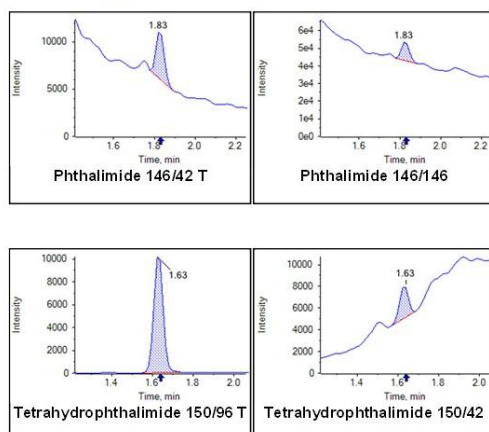 1.83
10000
5000
0
Intensity
1.6 1.8 2.0 2.2
Time, min
Phthalimide 146/42 T
1.83
6e4
5e4
4e4
3e4
2e4
1e4
0e0
Intensity
1.6 1.8 2.0 2.2
Time, min
Phthalimide 146/146
1.63
10000
8000
6000
4000
2000
0
Intensity
1.4 1.6 1.8 2.0
Time, min
Tetrahydrophthalimide 150/96 T
1.63
10000
8000
6000
4000
2000
0
Intensity
1.4 1.6 1.8 2.0
Time, min
Tetrahydrophthalimide 150/42